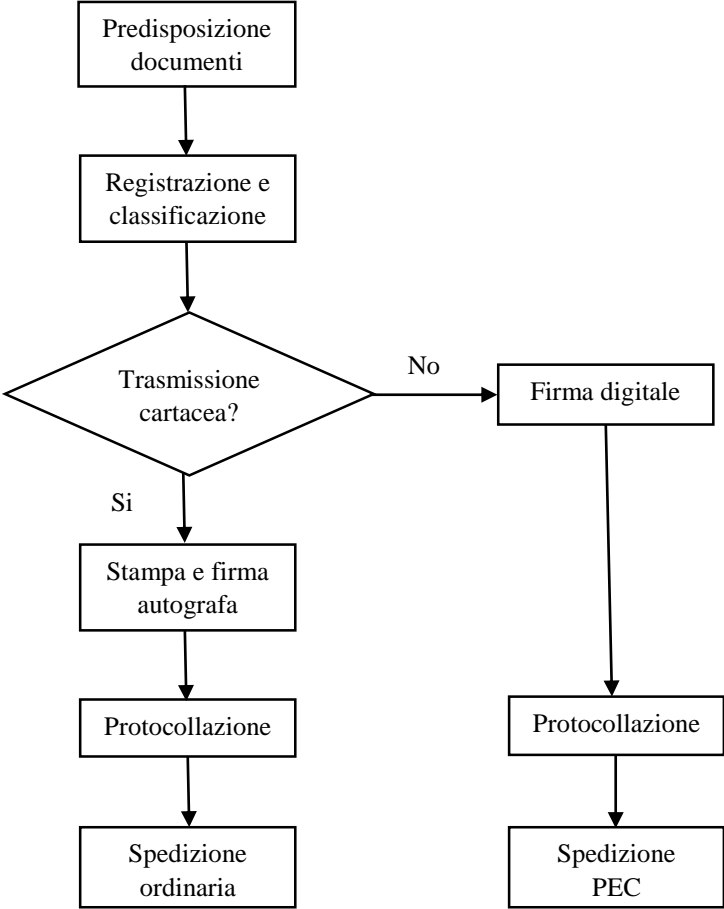 Predisposizione
documenti
Registrazione e
classificazione
Trasmissione
cartacea?
No
Firma digitale
Si
Stampa e firma
autografa
Protocollazione
Protocollazione
Spedizione
ordinaria
Spedizione
PEC